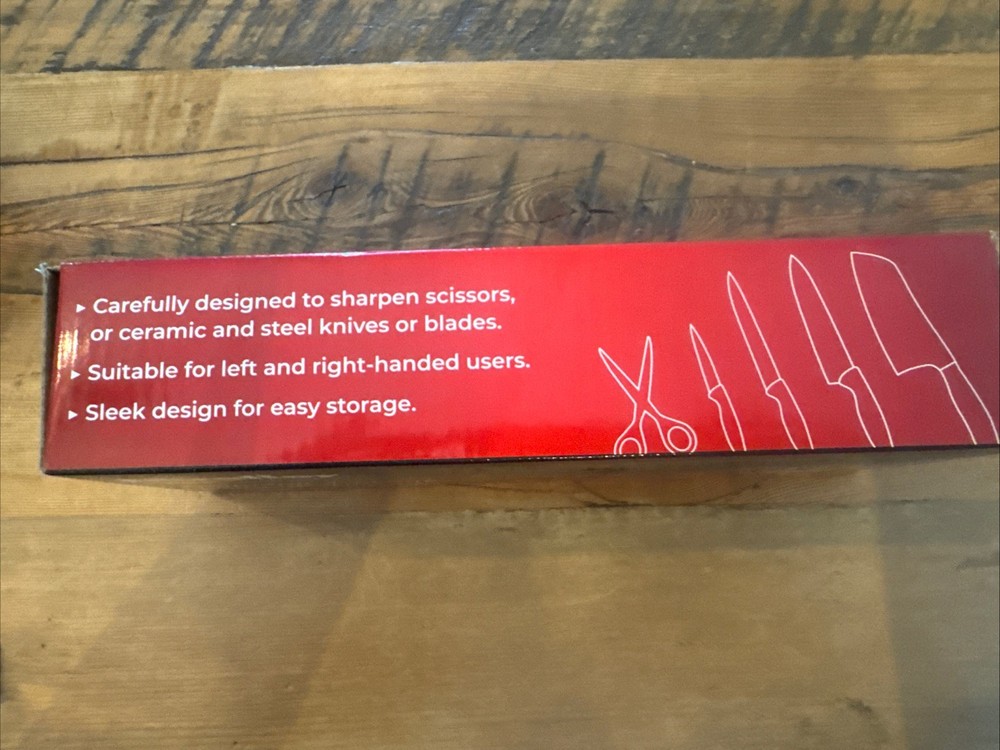 ▸ Carefully designed to sharpen scissors,
or ceramic and steel knives or blades.
▸ Suitable for left and right-handed users.
▸ Sleek design for easy storage.